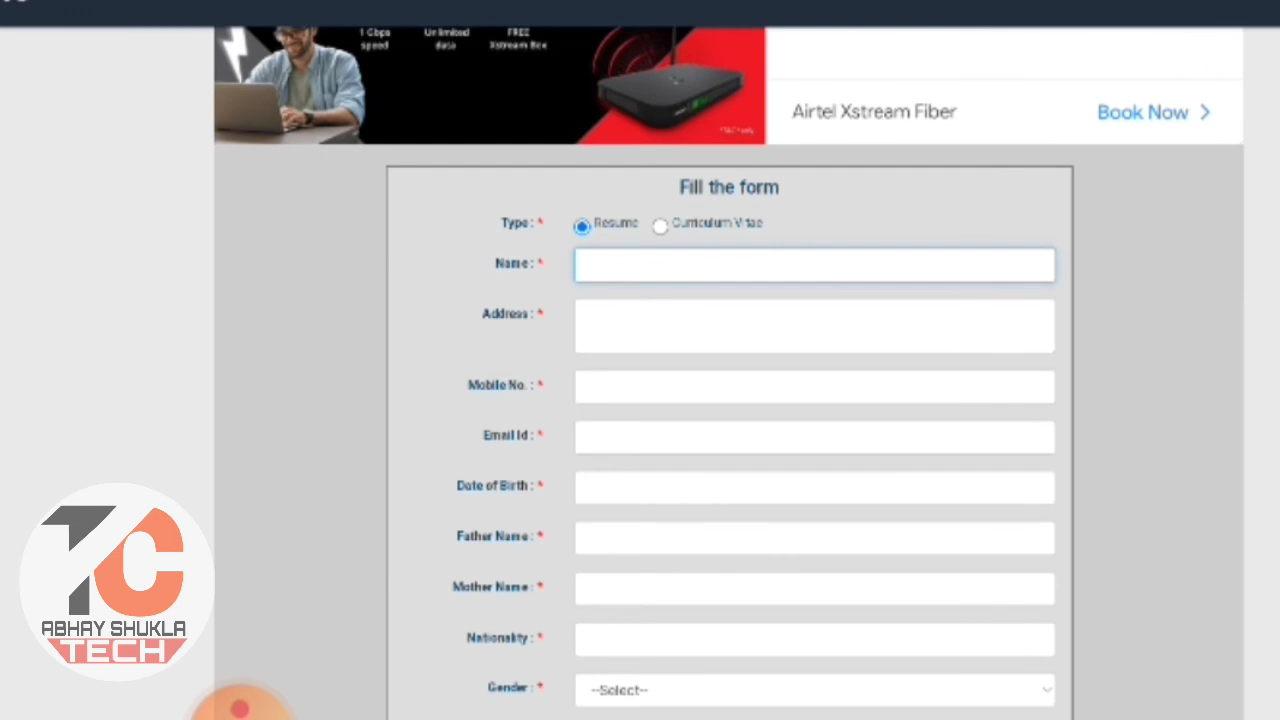 1 Gbps speed
Unlimited data
FREE Xstream Box
Airtel Xstream Fiber
Book Now
Fill the form
Type : * Resume Curriculum Vitae
Name : *
Address : *
Mobile No. : *
Email Id : *
Date of Birth : *
Father Name : *
Mother Name : *
Nationality : *
Gender : * --Select--
TC
ABHAY SHUKLA
TECH